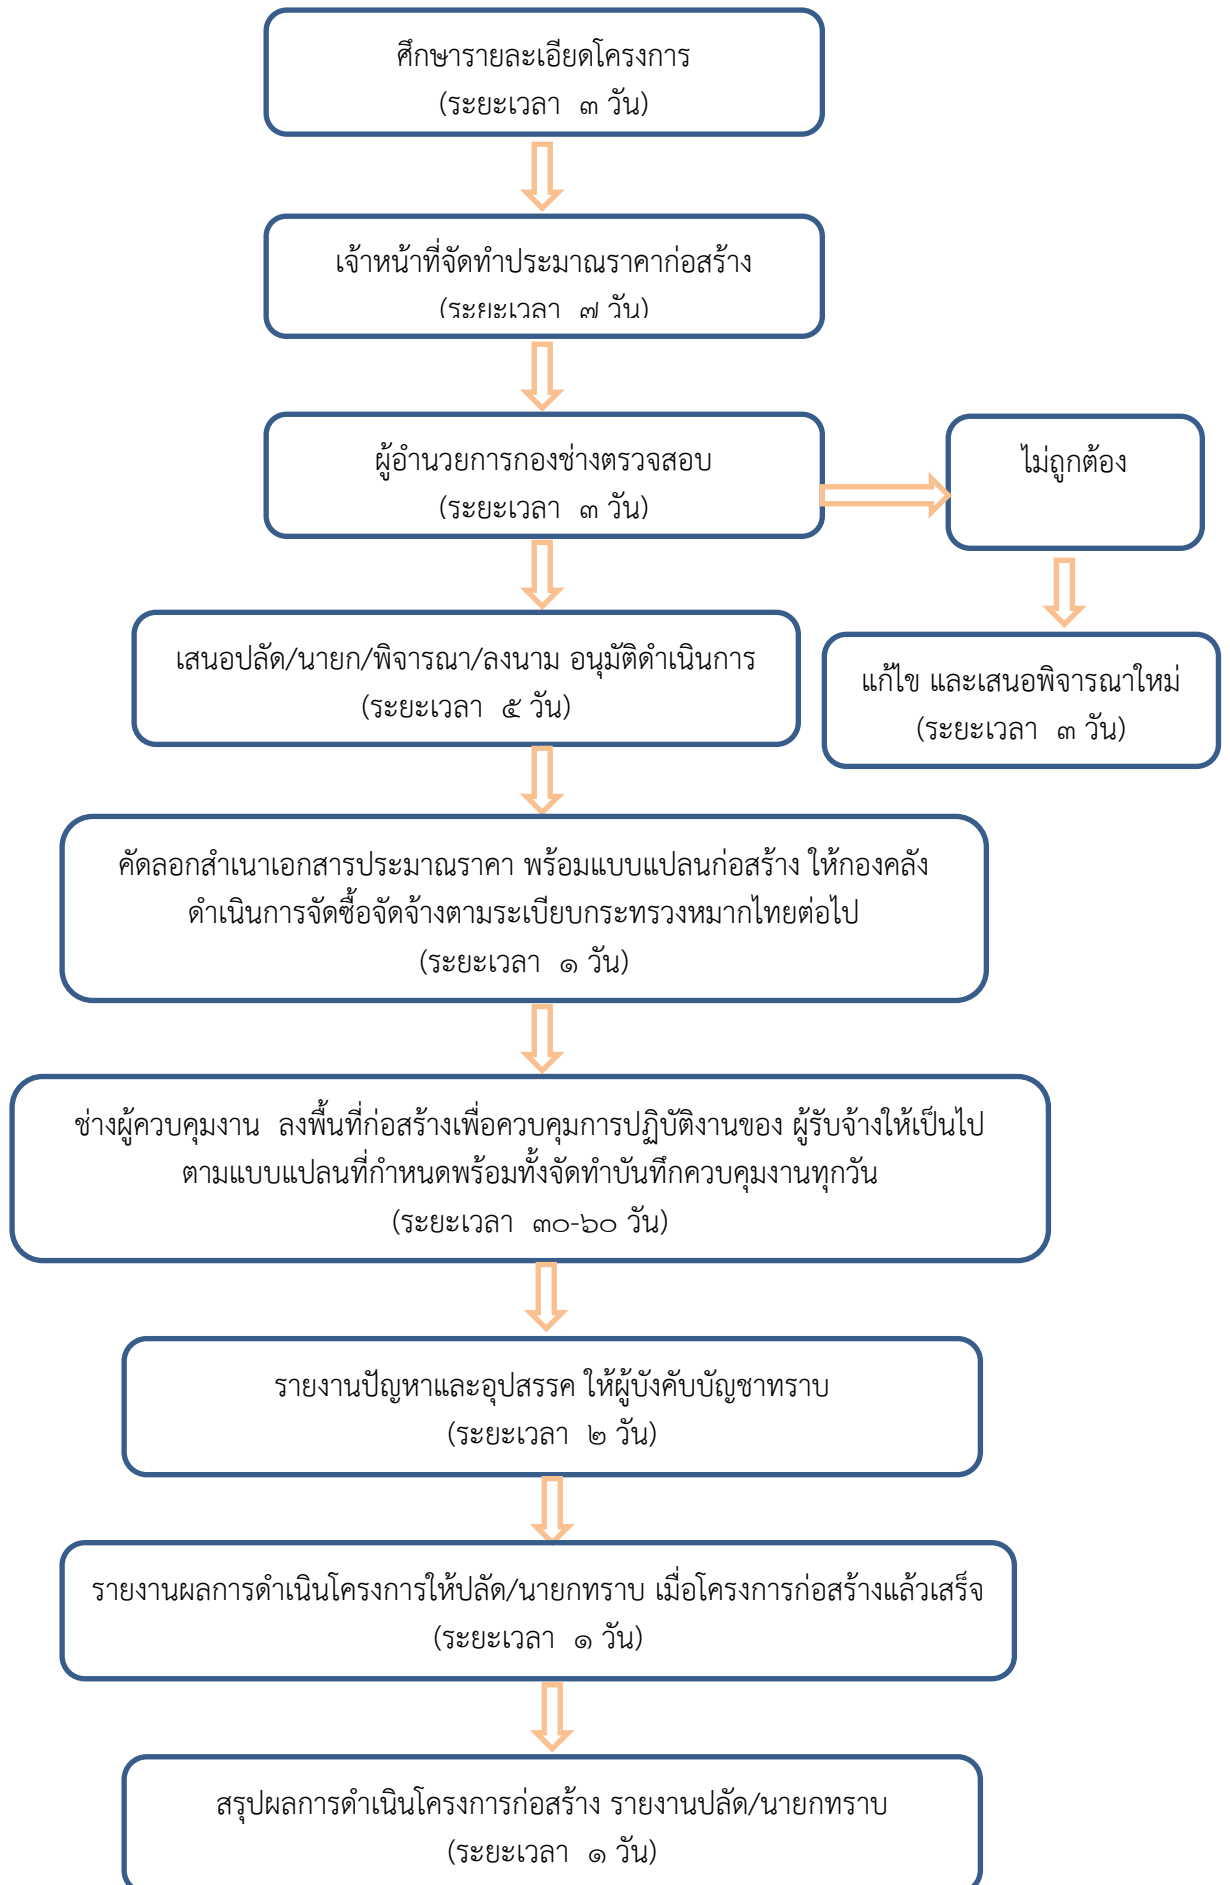 ศึกษารายละเอียดโครงการ
(ระยะเวลา ๓ วัน)
เจ้าหน้าที่จัดทำประมาณราคาก่อสร้าง
(ระยะเวลา ๗ วัน)
ผู้อำนวยการกองช่างตรวจสอบ
(ระยะเวลา ๓ วัน)
ไม่ถูกต้อง
เสนอปลัด/นายก/พิจารณา/ลงนาม อนุมัติดำเนินการ
(ระยะเวลา ๕ วัน)
แก้ไข และเสนอพิจารณาใหม่
(ระยะเวลา ๓ วัน)
คัดลอกสำเนาเอกสารประมาณราคา พร้อมแบบแปลนก่อสร้าง ให้กองคลัง
ดำเนินการจัดซื้อจัดจ้างตามระเบียบกระทรวงหมากไทยต่อไป
(ระยะเวลา ๑ วัน)
ช่างผู้ควบคุมงาน ลงพื้นที่ก่อสร้างเพื่อควบคุมการปฏิบัติงานของ ผู้รับจ้างให้เป็นไป
ตามแบบแปลนที่กำหนดพร้อมทั้งจัดทำบันทึกควบคุมงานทุกวัน
(ระยะเวลา ๓๐-๖๐ วัน)
รายงานปัญหาและอุปสรรค ให้ผู้บังคับบัญชาทราบ
(ระยะเวลา ๒ วัน)
รายงานผลการดำเนินโครงการให้ปลัด/นายกทราบ เมื่อโครงการก่อสร้างแล้วเสร็จ
(ระยะเวลา ๑ วัน)
สรุปผลการดำเนินโครงการก่อสร้าง รายงานปลัด/นายกทราบ
(ระยะเวลา ๑ วัน)